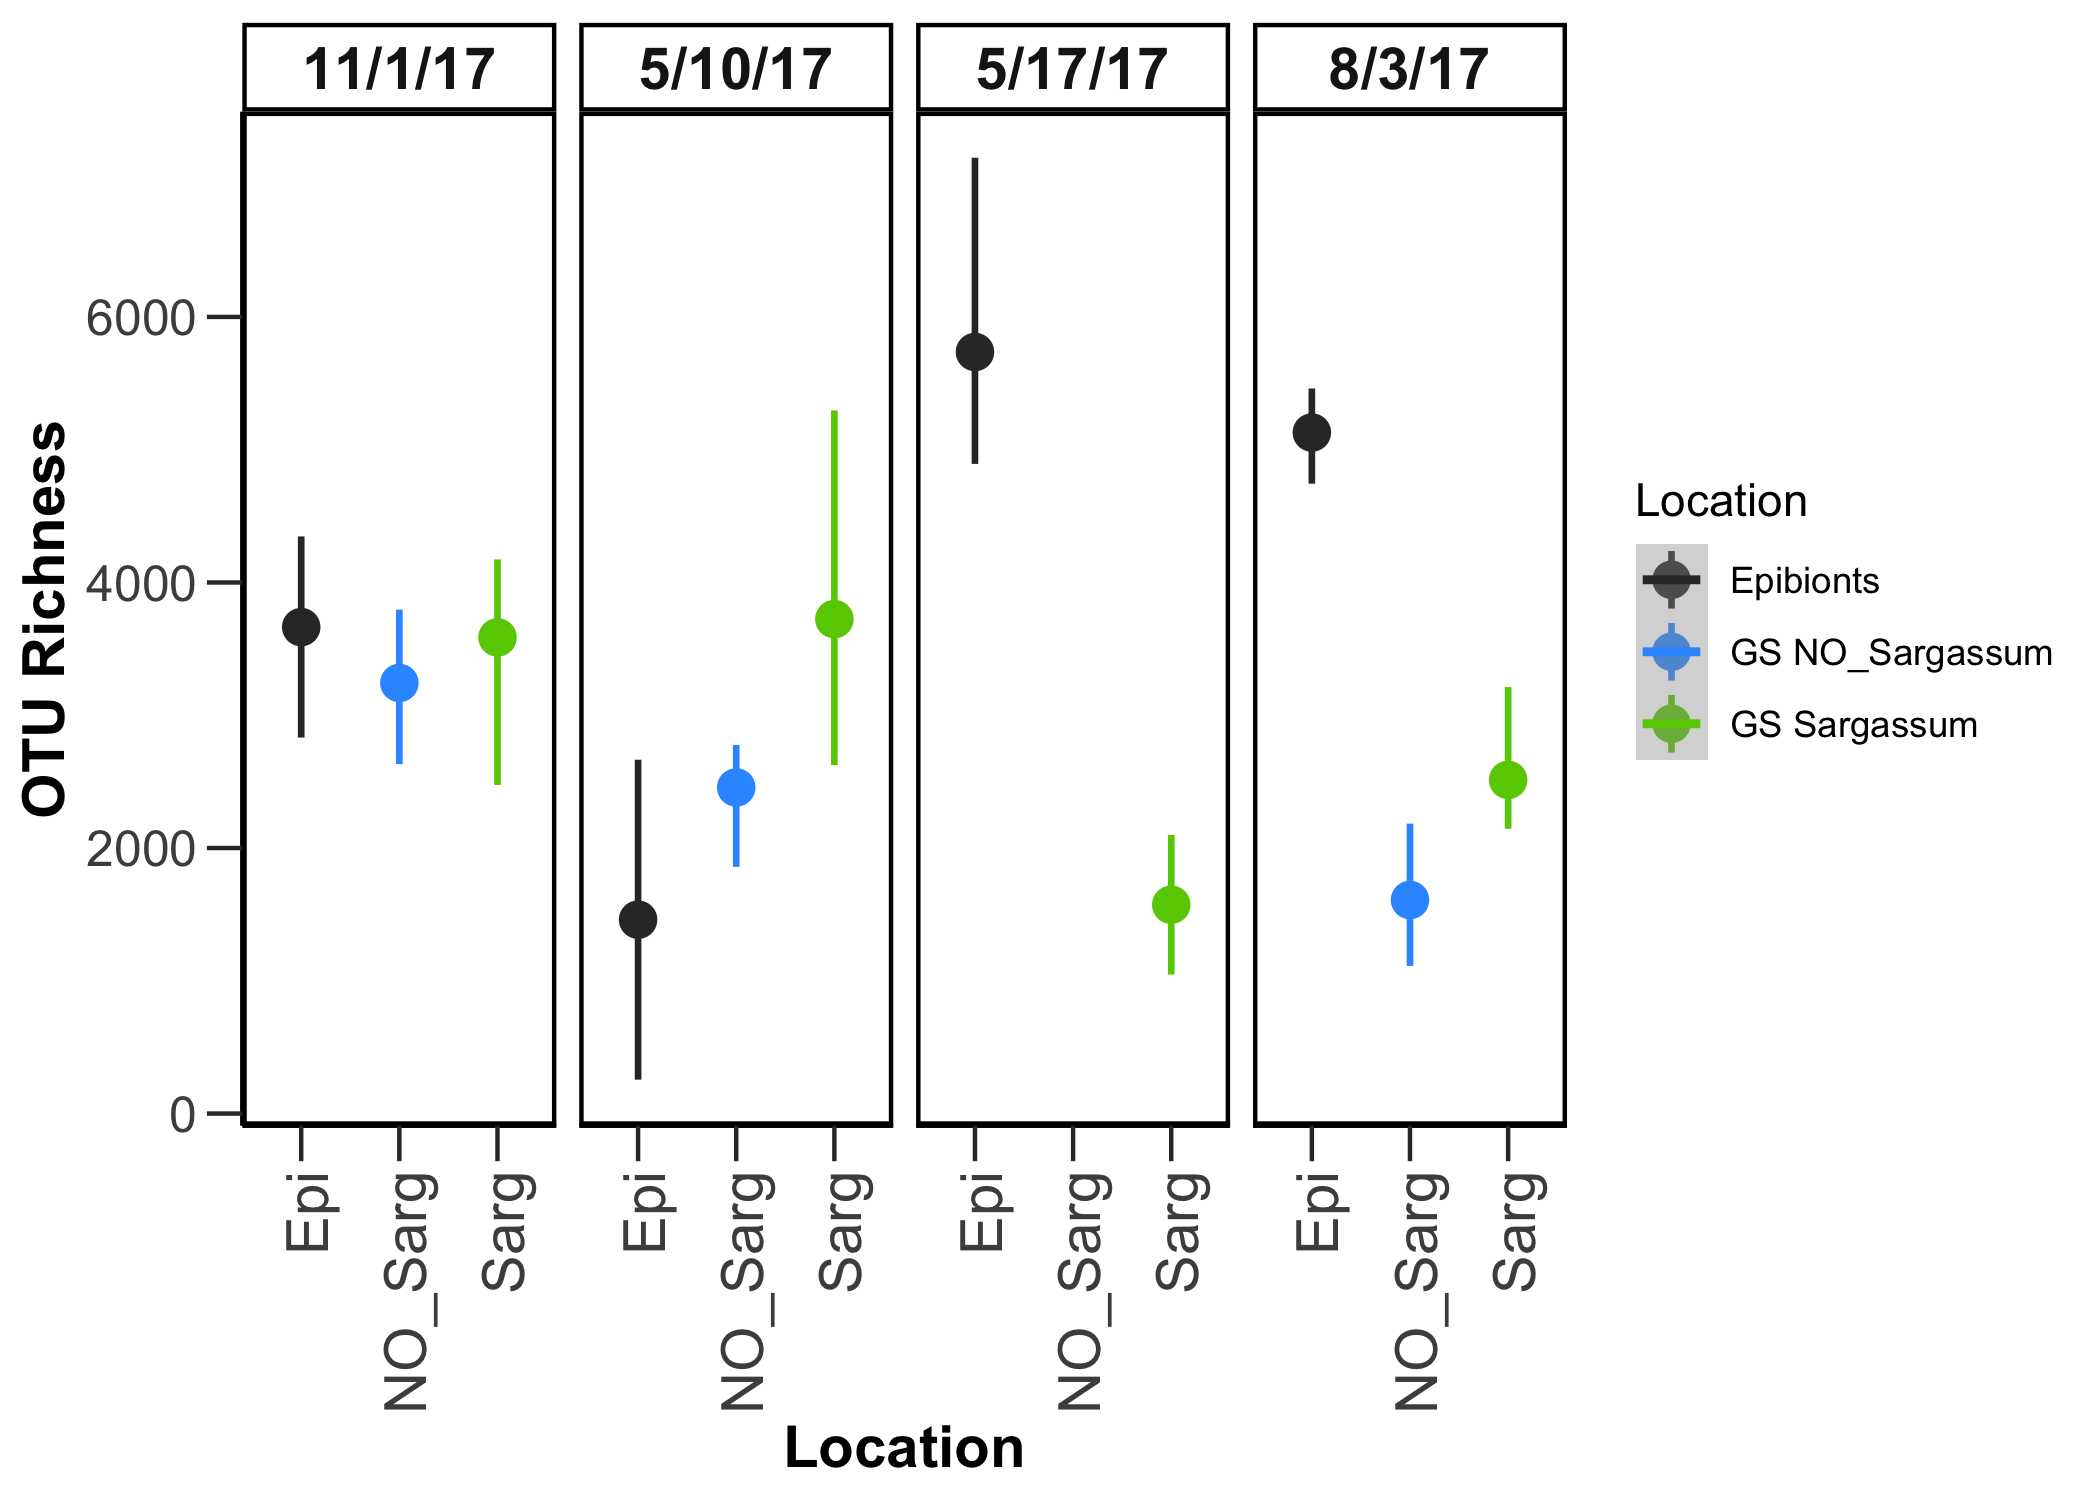 11/1/17 5/10/17 5/17/17 8/3/17
OTU Richness
6000
4000
2000
0
Epi NO_Sarg Sarg Epi NO_Sarg Sarg Epi NO_Sarg Sarg Epi NO_Sarg Sarg
Location
Location
Epibionts
GS NO_Sargassum
GS Sargassum